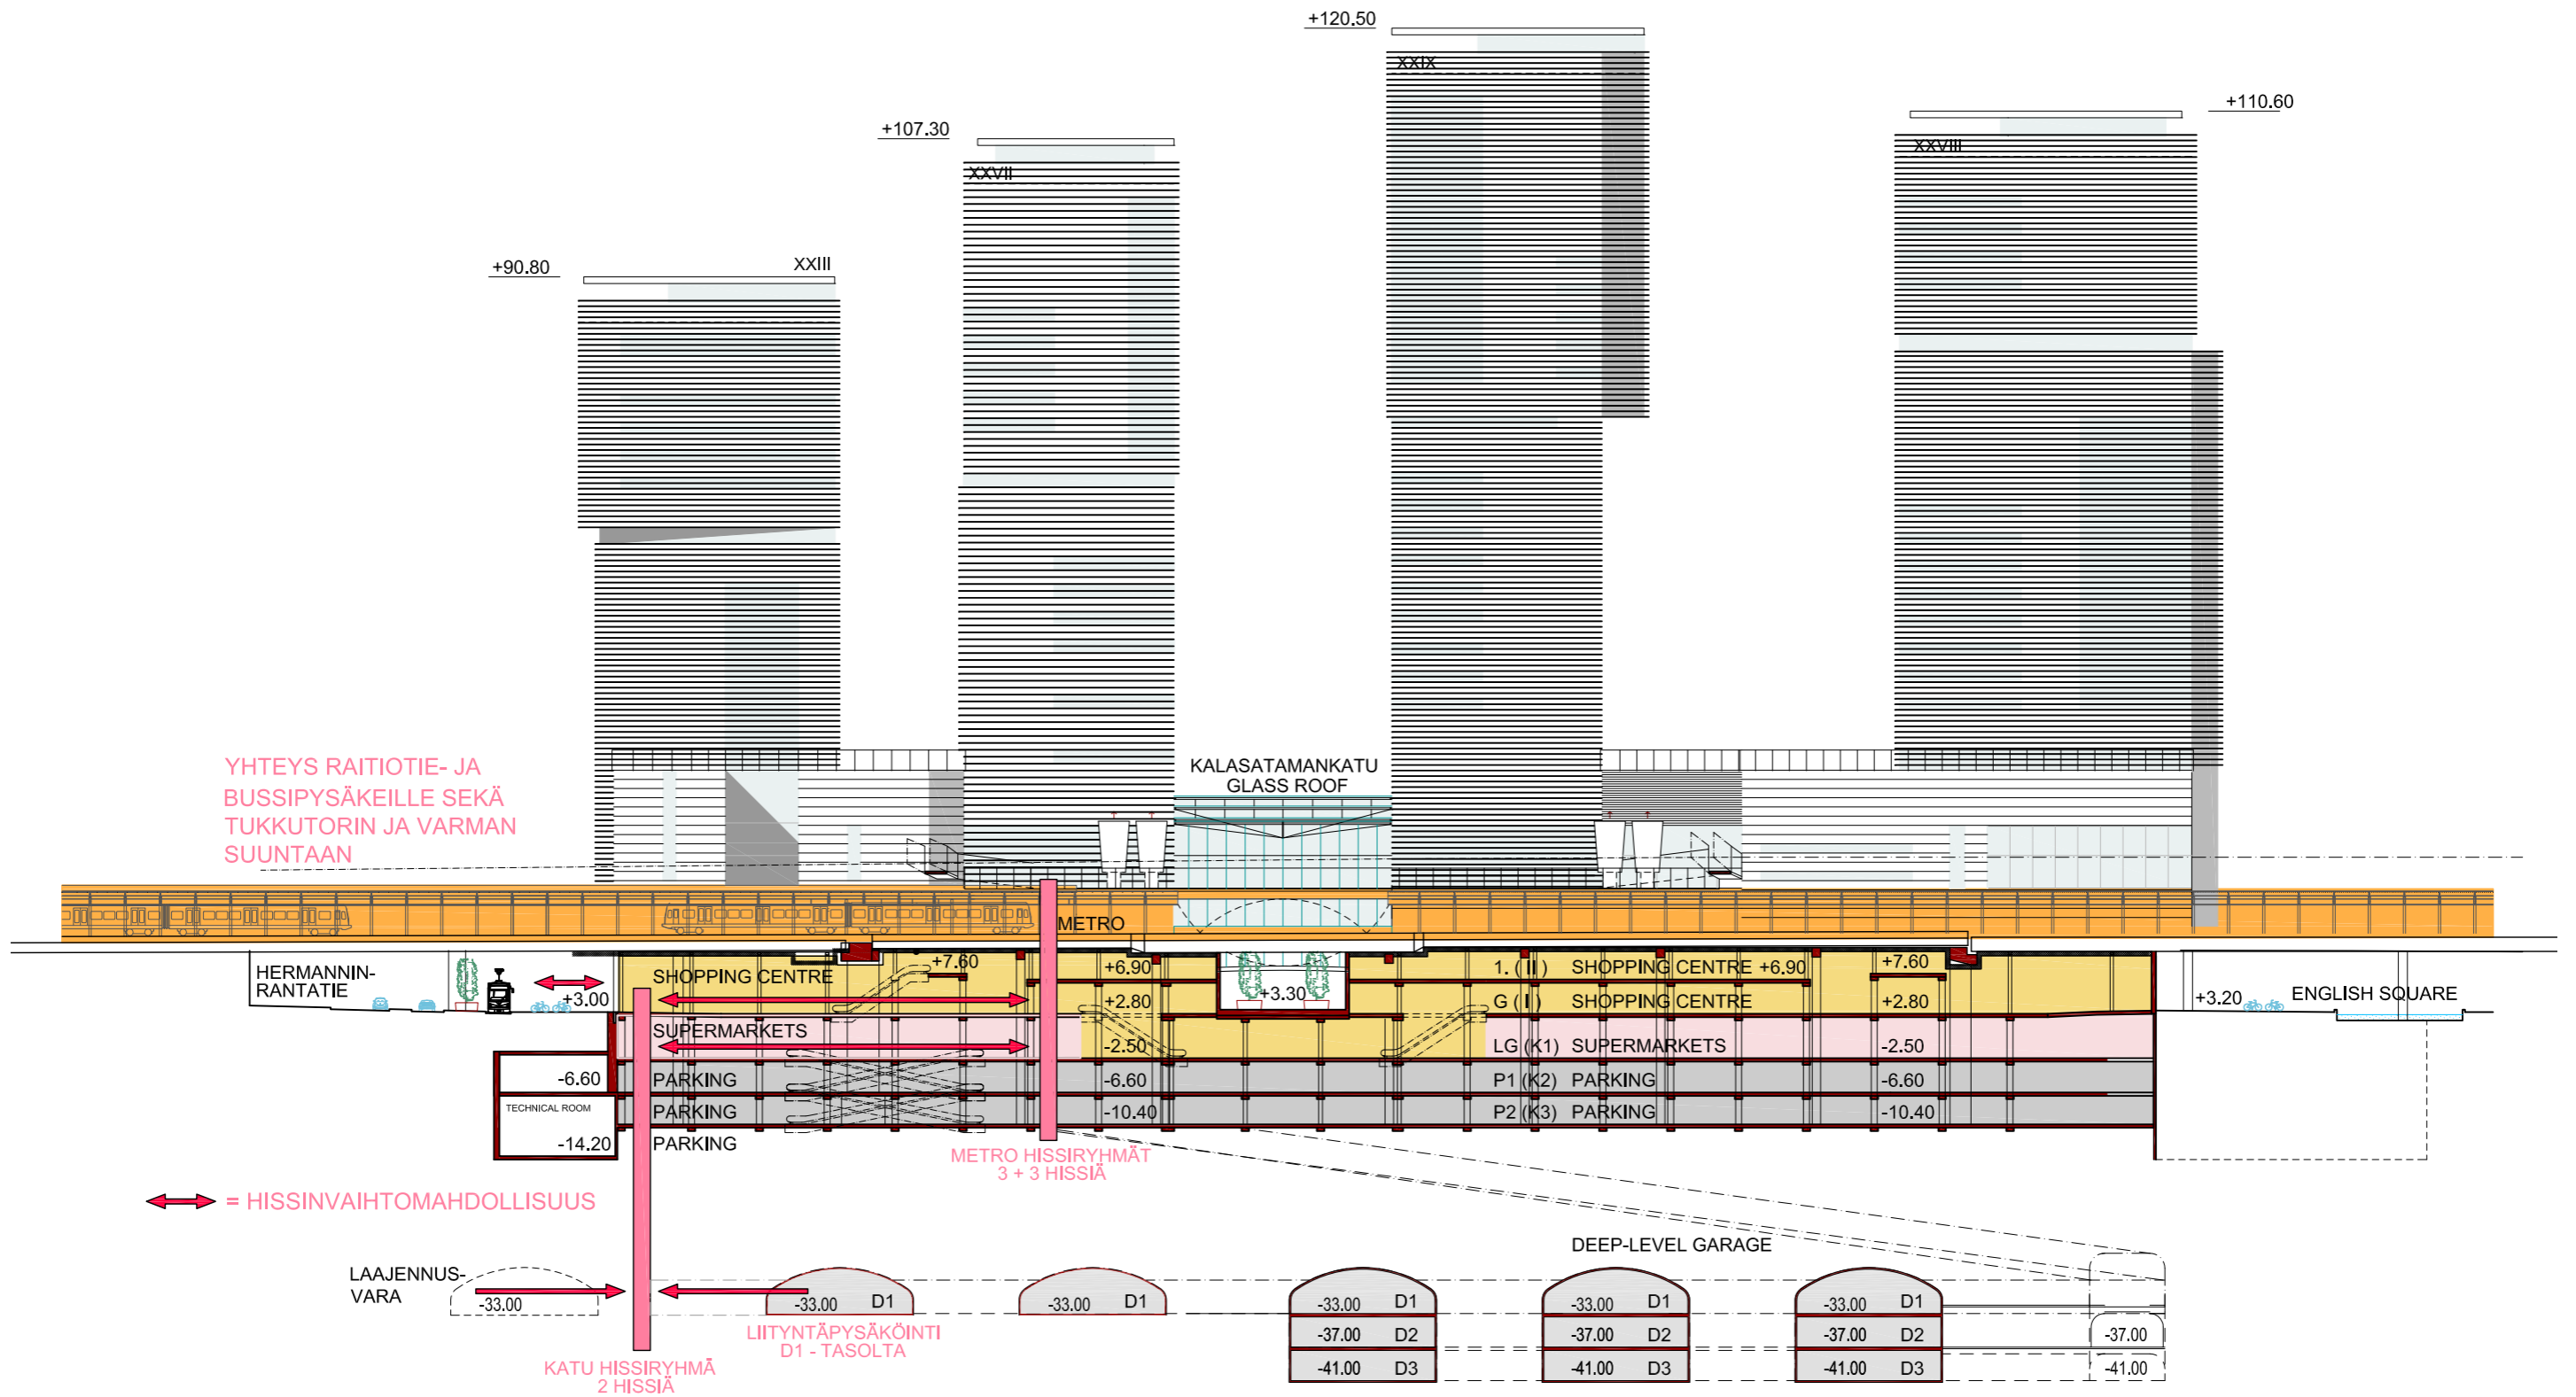 +120.50
XXIX
+110.60
XXVIII
+107.30
XXVII
+90.80
XXIII
YHTEYS RAITIOTIE- JA
BUSSIPYSÄKEILLE SEKÄ
TUKKUTORIN JA VARMAN
SUUNTAAN
KALASATAMANKATU
GLASS ROOF
METRO
HERMANNIN-
RANTATIE
+3.00
SHOPPING CENTRE
+7.60
+6.90
+3.30
1. ( II ) SHOPPING CENTRE +6.90
+7.60
+2.80
G ( I ) SHOPPING CENTRE
+2.80
+3.20
ENGLISH SQUARE
SUPERMARKETS
-2.50
LG (K1) SUPERMARKETS
-2.50
-6.60
PARKING
-6.60
P1 (K2) PARKING
-6.60
TECHNICAL ROOM
PARKING
-10.40
P2 (K3) PARKING
-10.40
-14.20
PARKING
METRO HISSIRYHMÄT
3 + 3 HISSIÄ
= HISSINVAIHTOMAHDOLLISUUS
DEEP-LEVEL GARAGE
LAAJENNUS-
VARA
-33.00
-33.00 D1
-33.00 D1
-33.00 D1
-33.00 D1
-33.00 D1
LIITYNTÄPYSÄKÖINTI
D1 - TASOLTA
-37.00 D2
-37.00 D2
-37.00 D2
-37.00
KATU HISSIRYHMÄ
2 HISSIÄ
-41.00 D3
-41.00 D3
-41.00 D3
-41.00